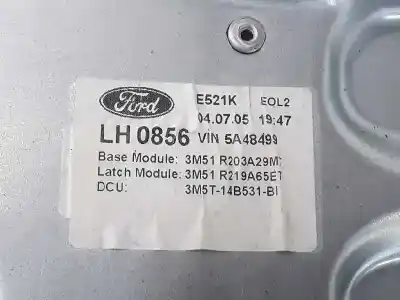 Ford E521K EOL2
04.07.05 19:47
LH 0856 VIN 5A48499
Base Module: 3M51 R203A29MT
Latch Module: 3M51 R219A65ET
DCU: 3M5T-14B531-BI